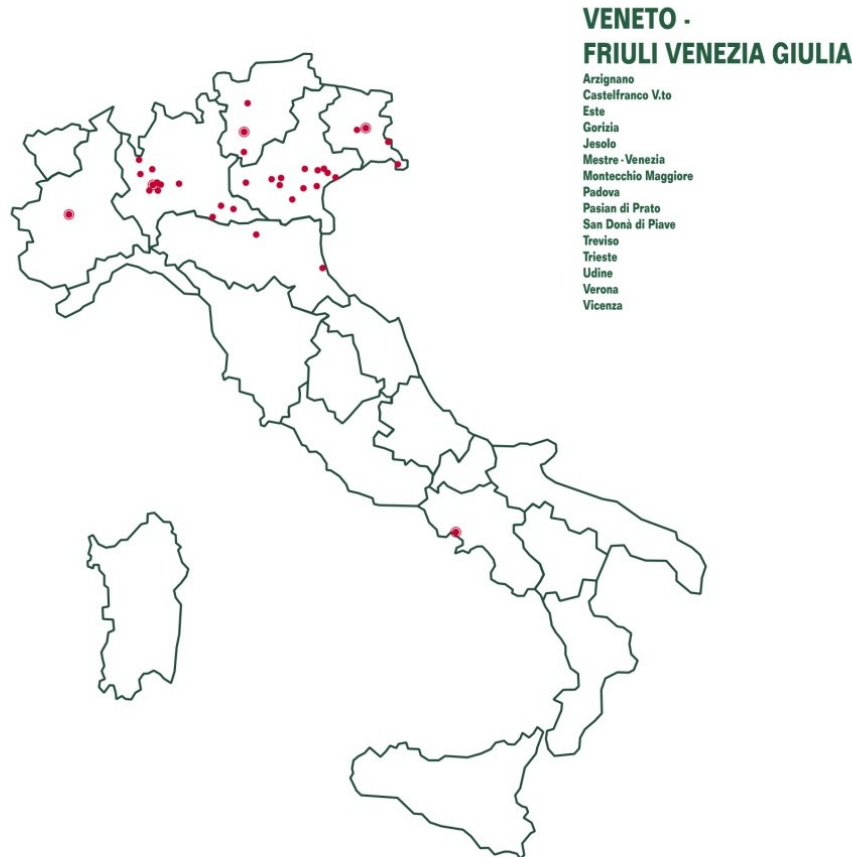 VENETO -
FRIULI VENEZIA GIULIA
Arzignano
Castelfranco V.to
Este
Gorizia
Jesolo
Mestre - Venezia
Montecchio Maggiore
Padova
Pasian di Prato
San Donà di Piave
Treviso
Trieste
Udine
Verona
Vicenza